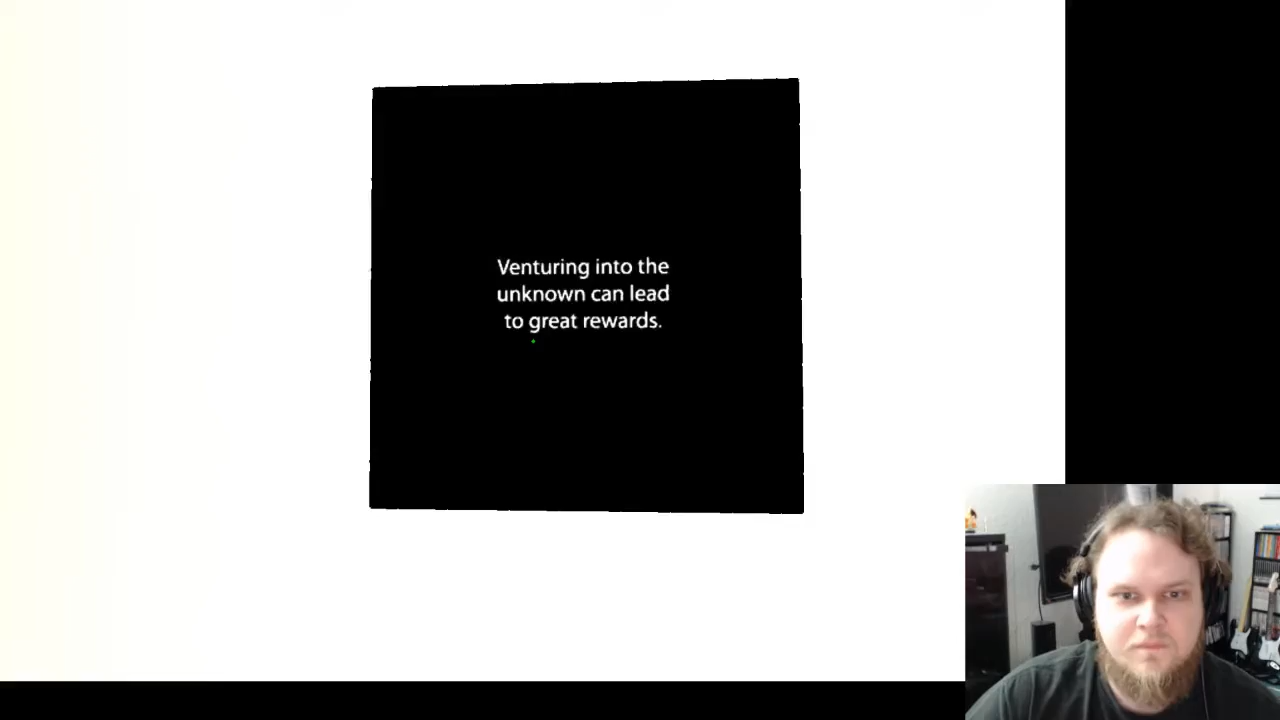 Venturing into the
unknown can lead
to great rewards.